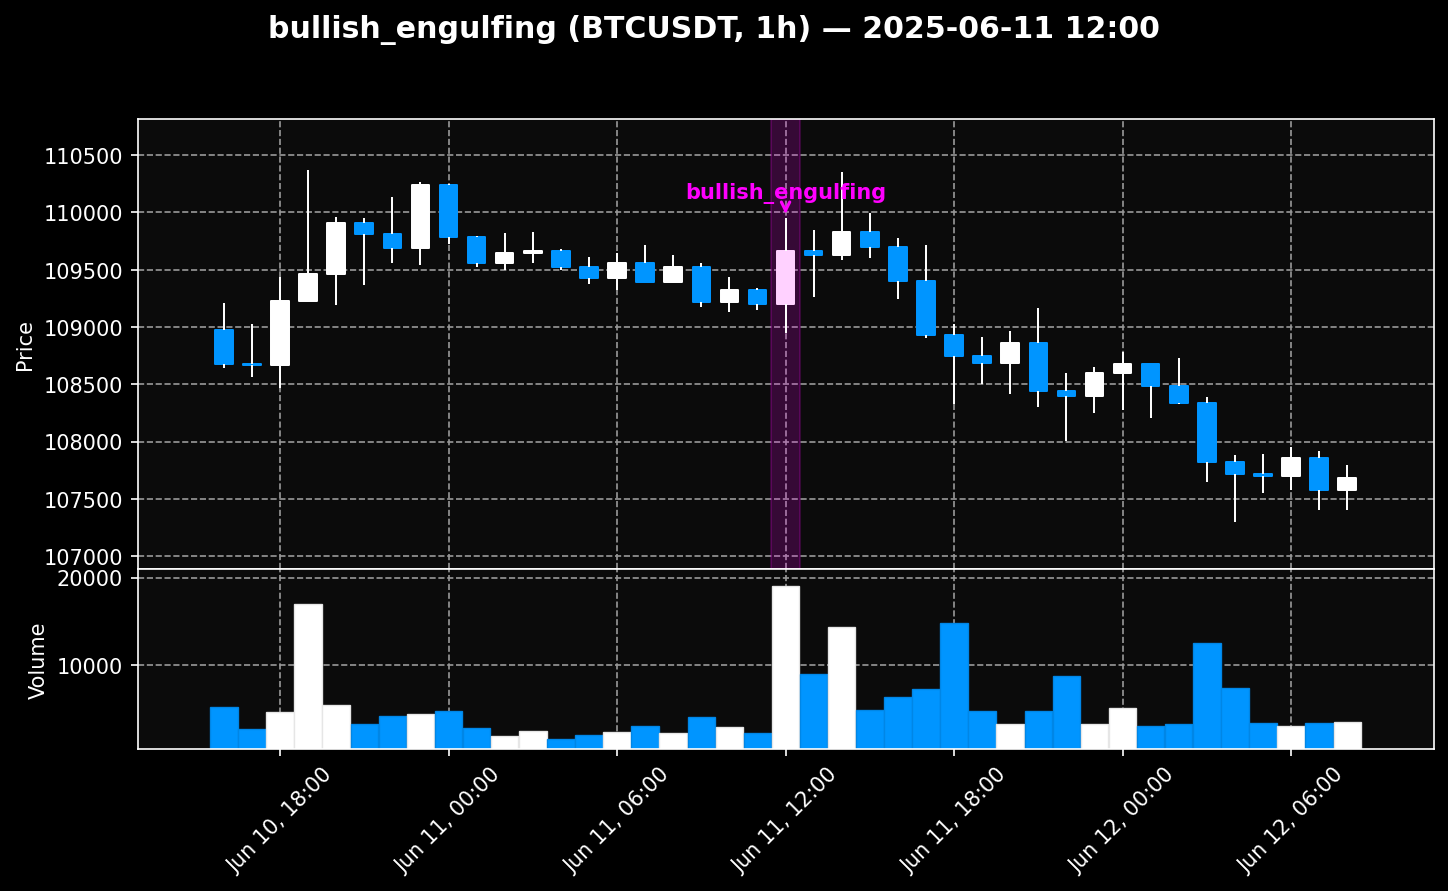 bullish_engulfing (BTCUSDT, 1h) — 2025-06-11 12:00
110500
110000
109500
109000
108500
108000
107500
107000
Price
bullish_engulfing
20000
10000
Volume
Jun 10, 18:00
Jun 11, 00:00
Jun 11, 06:00
Jun 11, 12:00
Jun 11, 18:00
Jun 12, 00:00
Jun 12, 06:00